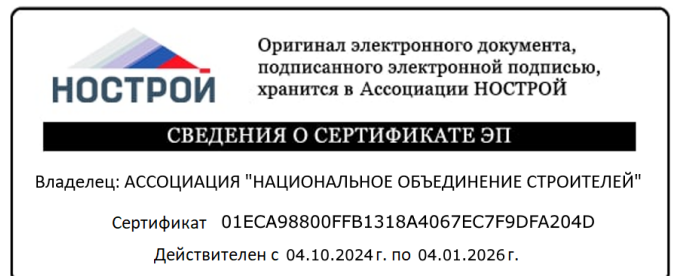 Оригинал электронного документа,
подписанного электронной подписью,
хранится в Ассоциации НОСТРОЙ
НОСТРОЙ
СВЕДЕНИЯ О СЕРТИФИКАТЕ ЭП
Владелец: АССОЦИАЦИЯ "НАЦИОНАЛЬНОЕ ОБЪЕДИНЕНИЕ СТРОИТЕЛЕЙ"
Сертификат 01ECA98800FFB1318A4067EC7F9DFA204D
Действителен с 04.10.2024 г. по 04.01.2026 г.